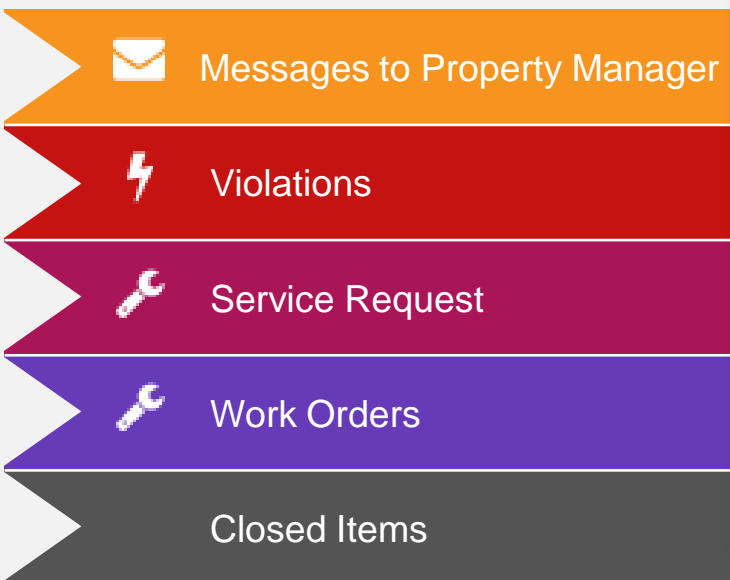 Messages to Property Manager
Violations
Service Request
Work Orders
Closed Items